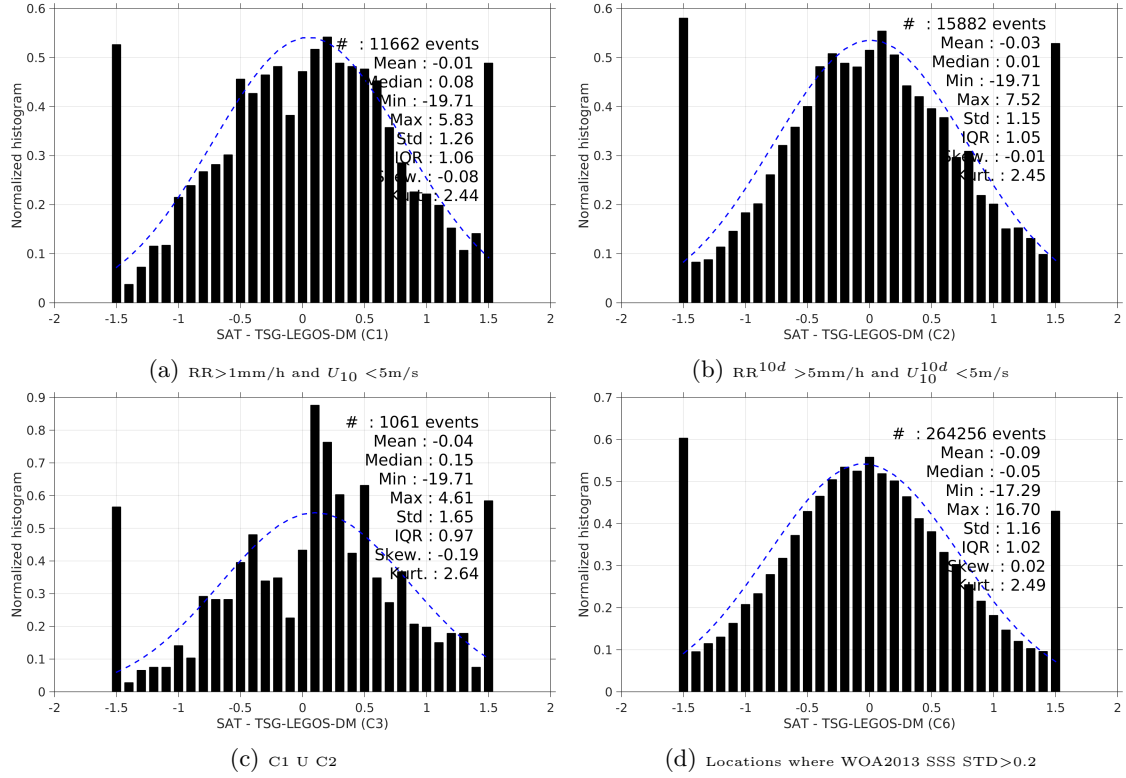 0.6
0.5
0.4
0.3
0.2
0.1
0
Normalized histogram
# : 11662 events
Mean : -0.01
Median : 0.08
Min : -19.71
Max : 5.83
Std : 1.26
IQR : 1.06
Skew. : -0.08
Kurt. : 2.44
-2 -1.5 -1 -0.5 0 0.5 1 1.5 2
SAT - TSG-LEGOS-DM (C1)
(a) RR>1mm/h and U10 <5m/s
0.6
0.5
0.4
0.3
0.2
0.1
0
Normalized histogram
# : 15882 events
Mean : -0.03
Median : 0.01
Min : -19.71
Max : 7.52
Std : 1.15
IQR : 1.05
Skew. : -0.01
Kurt. : 2.45
-2 -1.5 -1 -0.5 0 0.5 1 1.5 2
SAT - TSG-LEGOS-DM (C2)
(b) RR^10d >5mm/h and U10^10d <5m/s
0.9
0.8
0.7
0.6
0.5
0.4
0.3
0.2
0.1
0
Normalized histogram
# : 1061 events
Mean : -0.04
Median : 0.15
Min : -19.71
Max : 4.61
Std : 1.65
IQR : 0.97
Skew. : -0.19
Kurt. : 2.64
-2 -1.5 -1 -0.5 0 0.5 1 1.5 2
SAT - TSG-LEGOS-DM (C3)
(c) C1 U C2
0.7
0.6
0.5
0.4
0.3
0.2
0.1
0
Normalized histogram
# : 264256 events
Mean : -0.09
Median : -0.05
Min : -17.29
Max : 16.70
Std : 1.16
IQR : 1.02
Skew. : 0.02
Kurt. : 2.49
-2 -1.5 -1 -0.5 0 0.5 1 1.5 2
SAT - TSG-LEGOS-DM (C6)
(d) Locations where WOA2013 SSS STD>0.2